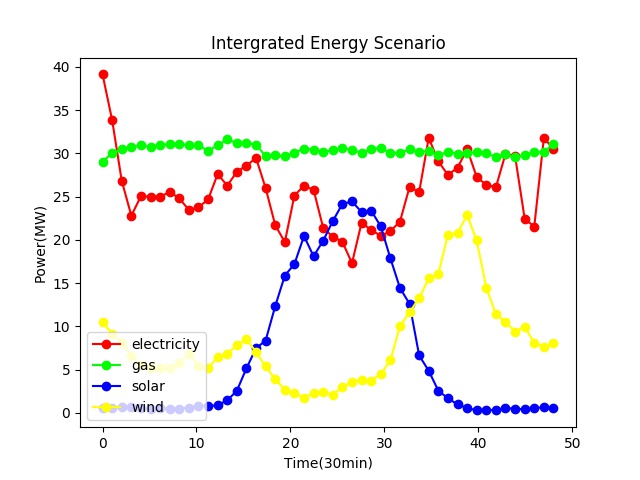 Intergrated Energy Scenario
Power(MW)
40
35
30
25
20
15
10
5
0
electricity
gas
solar
wind
0 10 20 30 40 50
Time(30min)